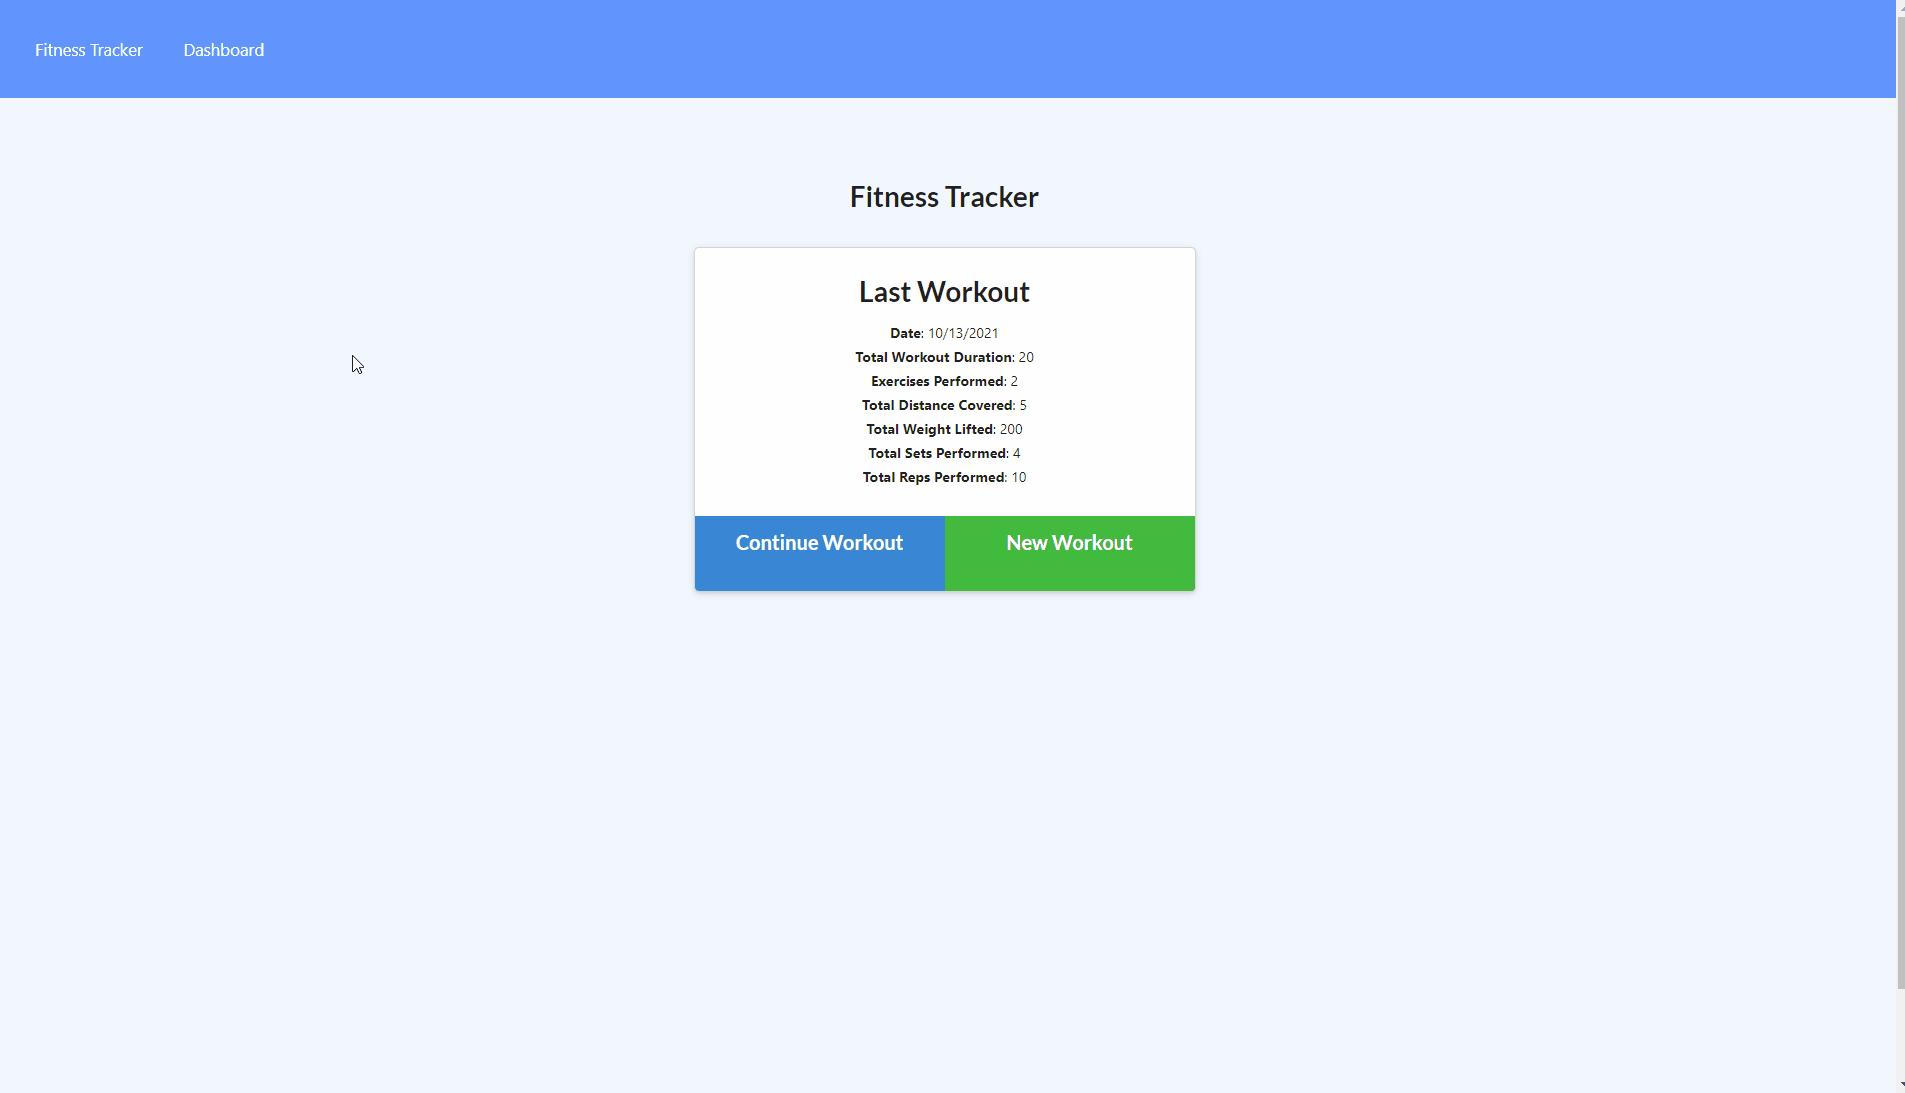 Fitness Tracker Dashboard
Fitness Tracker
Last Workout
Date: 10/13/2021
Total Workout Duration: 20
Exercises Performed: 2
Total Distance Covered: 5
Total Weight Lifted: 200
Total Sets Performed: 4
Total Reps Performed: 10
Continue Workout New Workout